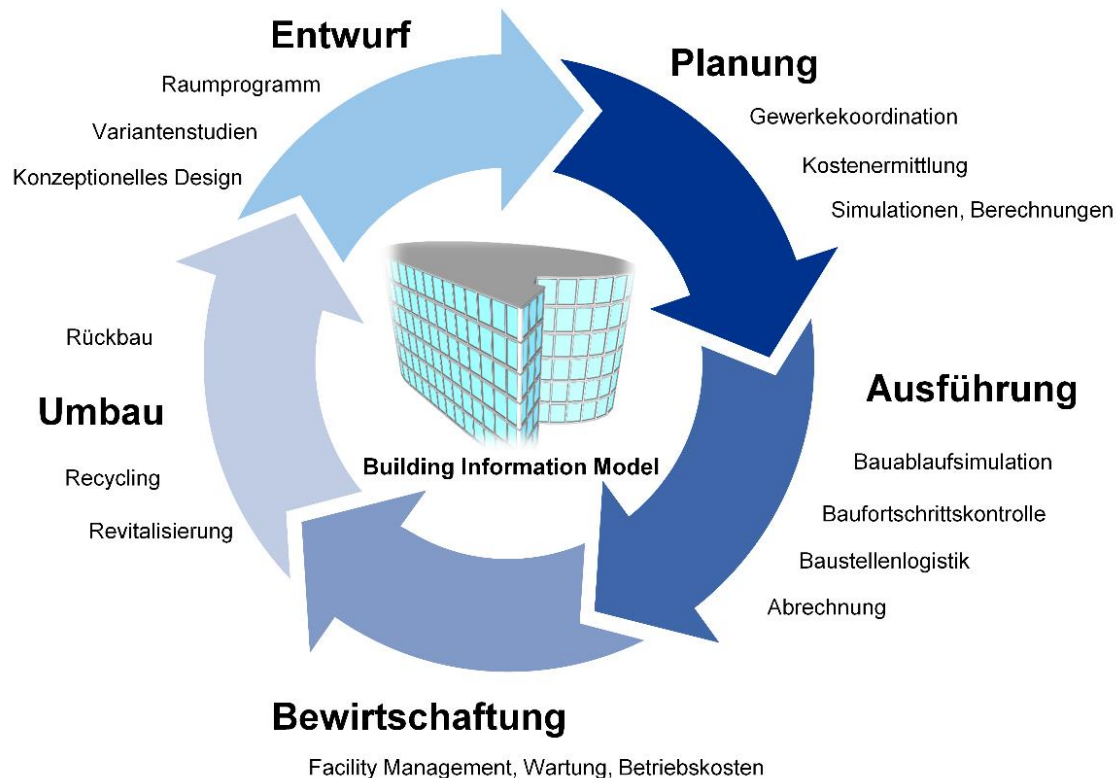 Entwurf
Raumprogramm
Variantenstudien
Konzeptionelles Design
Planung
Gewerkekoordination
Kostenermittlung
Simulationen, Berechnungen
Ausführung
Bauablaufsimulation
Baufortschrittskontrolle
Baustellenlogistik
Abrechnung
Bewirtschaftung
Facility Management, Wartung, Betriebskosten
Rückbau
Umbau
Recycling
Revitalisierung
Building Information Model